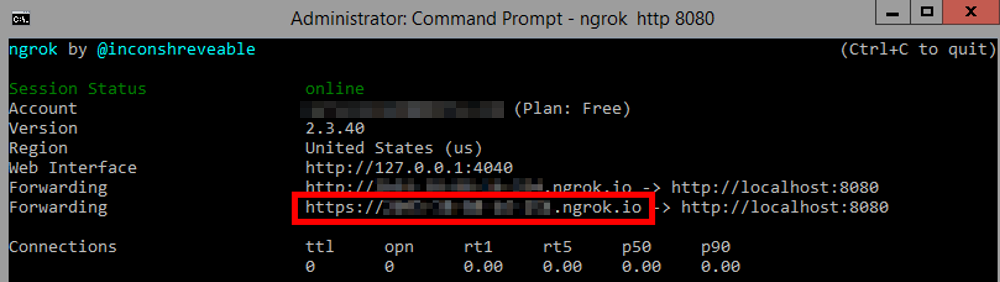 Administrator: Command Prompt - ngrok http 8080
ngrok by @inconshreveable (Ctrl+C to quit)
Session Status online
Account (Plan: Free)
Version 2.3.40
Region United States (us)
Web Interface http://127.0.0.1:4040
Forwarding http:// .ngrok.io -> http://localhost:8080
Forwarding https:// .ngrok.io -> http://localhost:8080
Connections ttl opn rt1 rt5 p50 p90
0 0 0.00 0.00 0.00 0.00